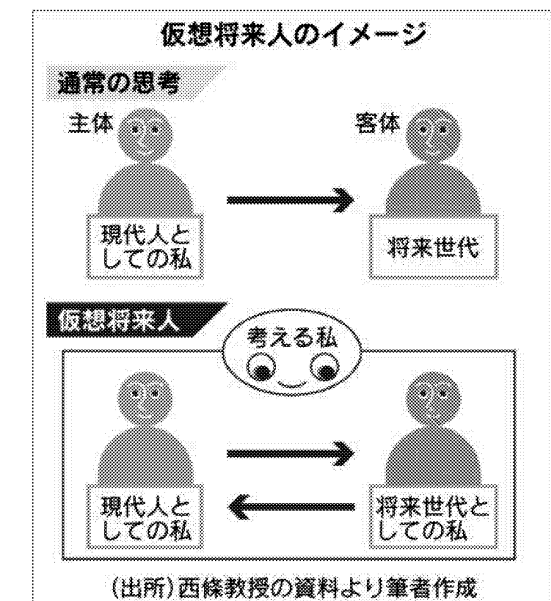 仮想将来人のイメージ
通常の思考
主体
客体
現代人と
しての私
将来世代
仮想将来人
考える私
現代人と
しての私
将来世代と
しての私
(出所)西條教授の資料より筆者作成